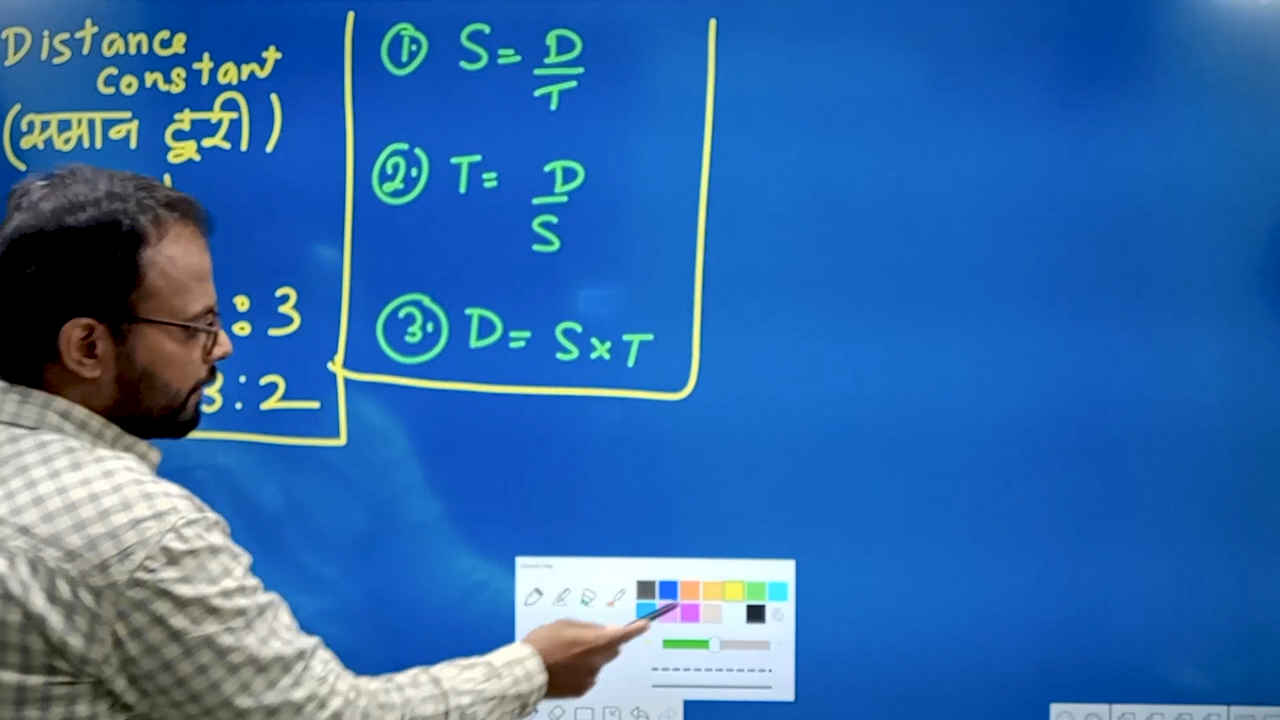 Distance
constant
(समान दूरी)
: 3
3 : 2
① S = D/T
② T = D/S
③ D = S × T